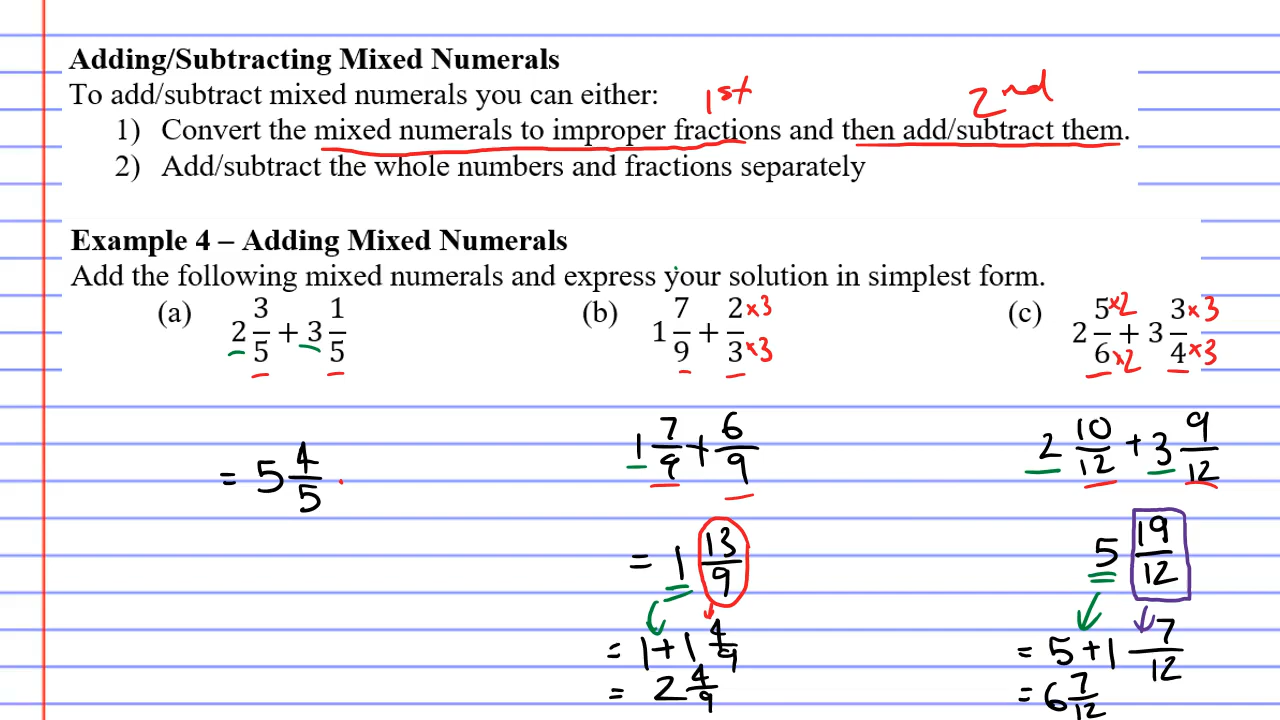 Adding/Subtracting Mixed Numerals
To add/subtract mixed numerals you can either: 1st 2nd
1) Convert the mixed numerals to improper fractions and then add/subtract them.
2) Add/subtract the whole numbers and fractions separately
Example 4 – Adding Mixed Numerals
Add the following mixed numerals and express your solution in simplest form.
(a) 2 3/5 + 3 1/5
(b) 1 7/9 + 2/3 ×3 ×3
(c) 2 5/6 + 3 3/4 ×2 ×2 ×3 ×3
= 5 4/5
1 7/9 + 6/9
2 10/12 + 3 9/12
= 1 13/9
5 19/12
= 1 + 1 4/9
= 5 + 1 7/12
= 2 4/9
= 6 7/12